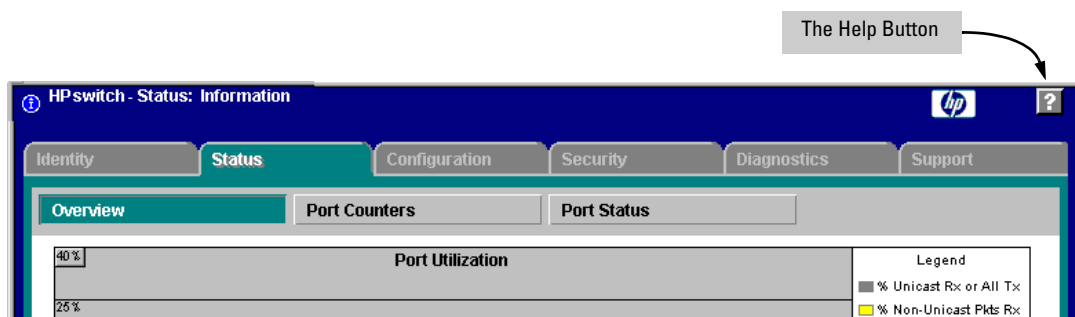 The Help Button
HPswitch - Status: Information
hp
?
Identity
Status
Configuration
Security
Diagnostics
Support
Overview
Port Counters
Port Status
40%
Port Utilization
Legend
% Unicast Rx or All Tx
25%
% Non-Unicast Pkts Rx